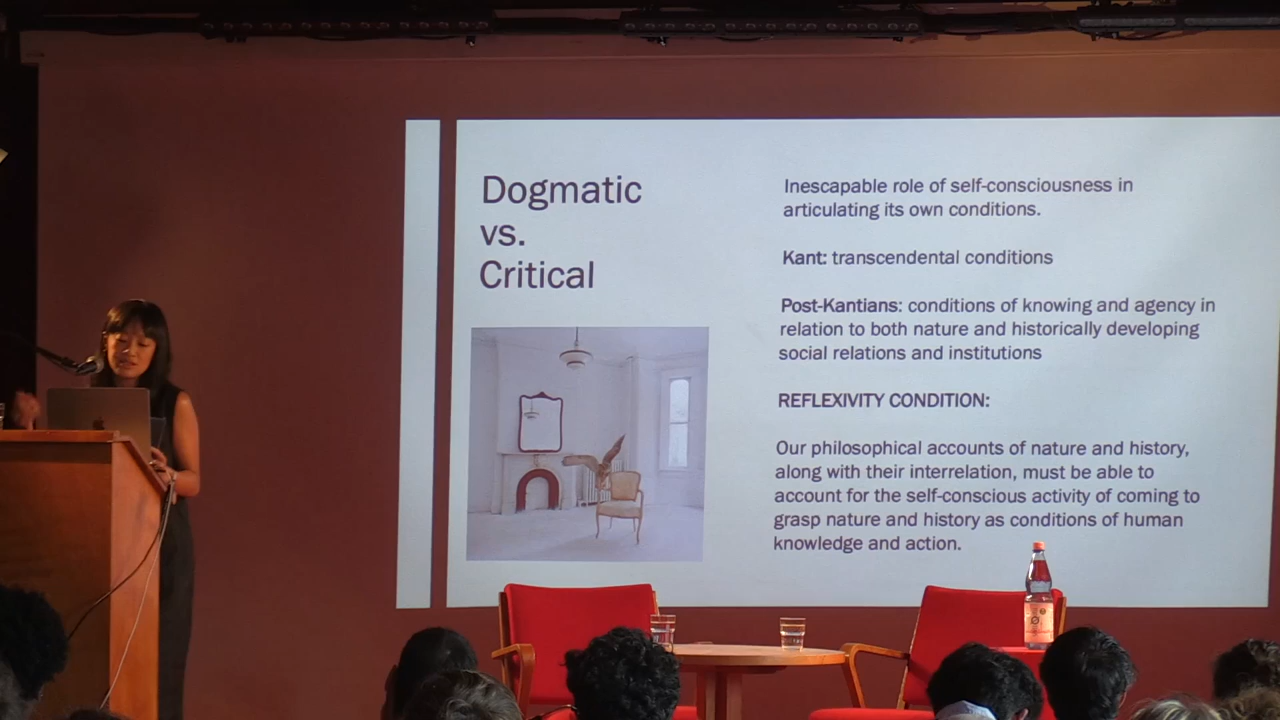 Dogmatic
vs.
Critical
Inescapable role of self-consciousness in
articulating its own conditions.
Kant: transcendental conditions
Post-Kantians: conditions of knowing and agency in
relation to both nature and historically developing
social relations and institutions
REFLEXIVITY CONDITION:
Our philosophical accounts of nature and history,
along with their interrelation, must be able to
account for the self-conscious activity of coming to
grasp nature and history as conditions of human
knowledge and action.